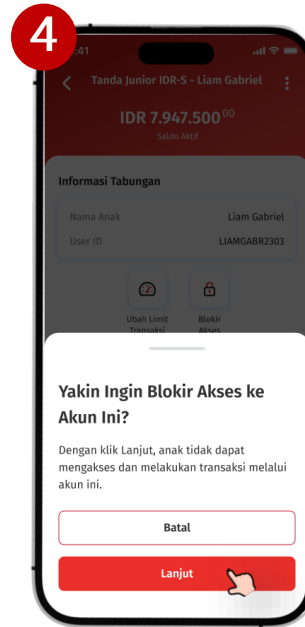 4
:41
Tanda Junior IDR-S - Liam Gabriel
IDR 7.947.500⁰⁰
Saldo Aktif
Informasi Tabungan
Nama Anak Liam Gabriel
User ID LIAMGABR2303
Ubah Limit Transaksi
Blokir Akses
Yakin Ingin Blokir Akses ke
Akun Ini?
Dengan klik Lanjut, anak tidak dapat
mengakses dan melakukan transaksi melalui
akun ini.
Batal
Lanjut